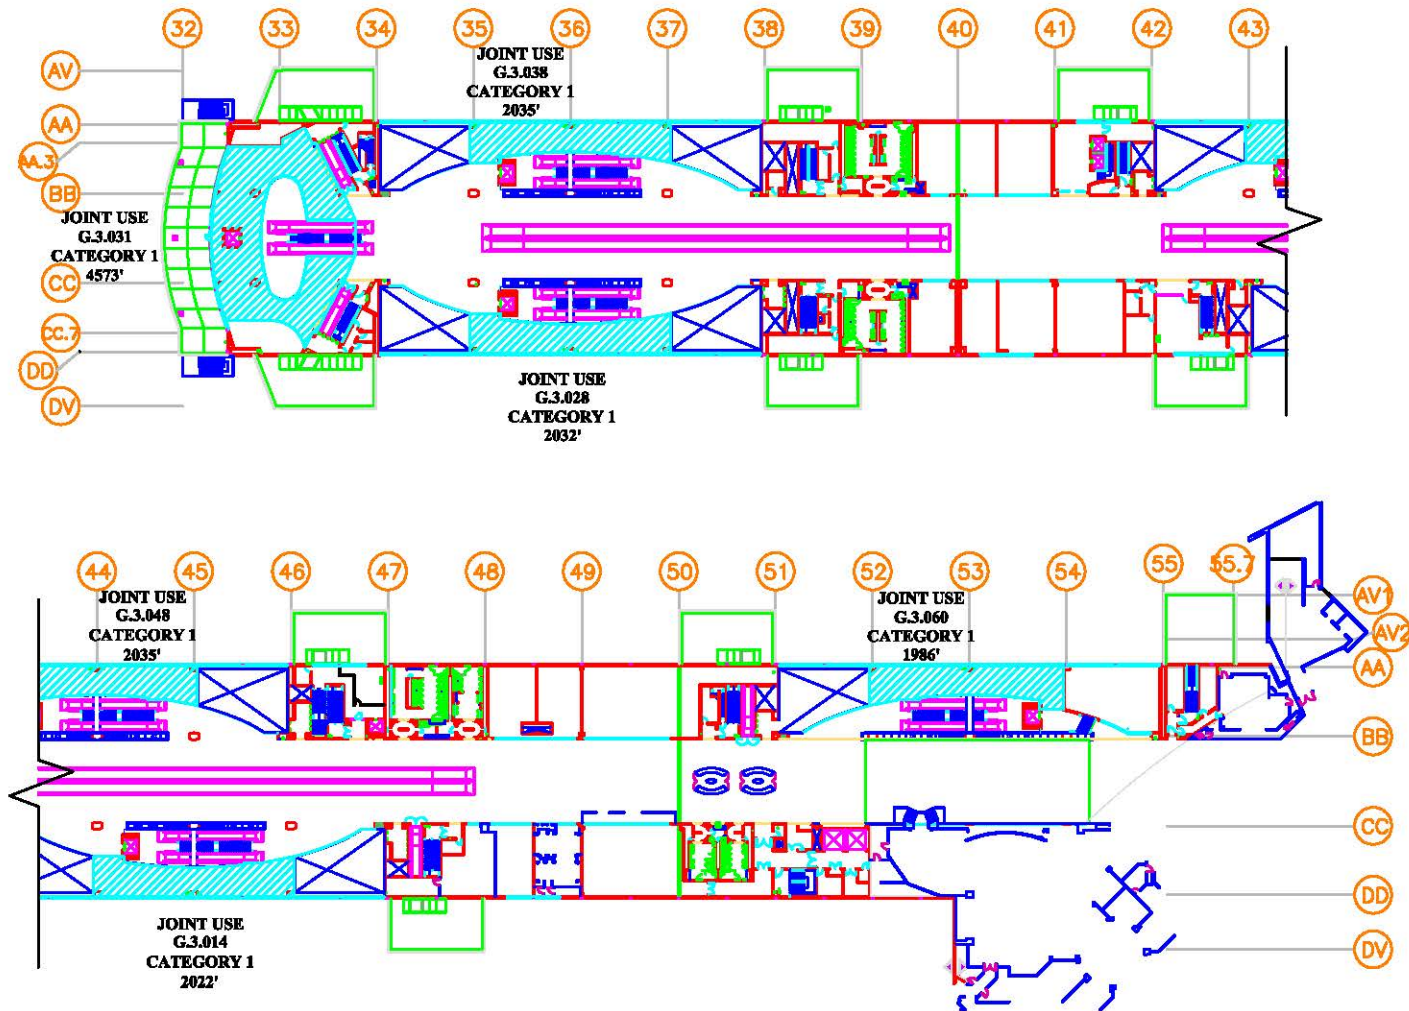 32 33 34 35 36 37 38 39 40 41 42 43
AV
JOINT USE
G.3.038
CATEGORY 1
2035'
AA
AA.3
BB
JOINT USE
G.3.031
CATEGORY 1
4573'
CC
CC.7
DD
DV
JOINT USE
G.3.028
CATEGORY 1
2032'
44 45 46 47 48 49 50 51 52 53 54 55 55.7
JOINT USE
G.3.048
CATEGORY 1
2035'
JOINT USE
G.3.060
CATEGORY 1
1986'
AV1
AV2
AA
BB
CC
DD
DV
JOINT USE
G.3.014
CATEGORY 1
2022'